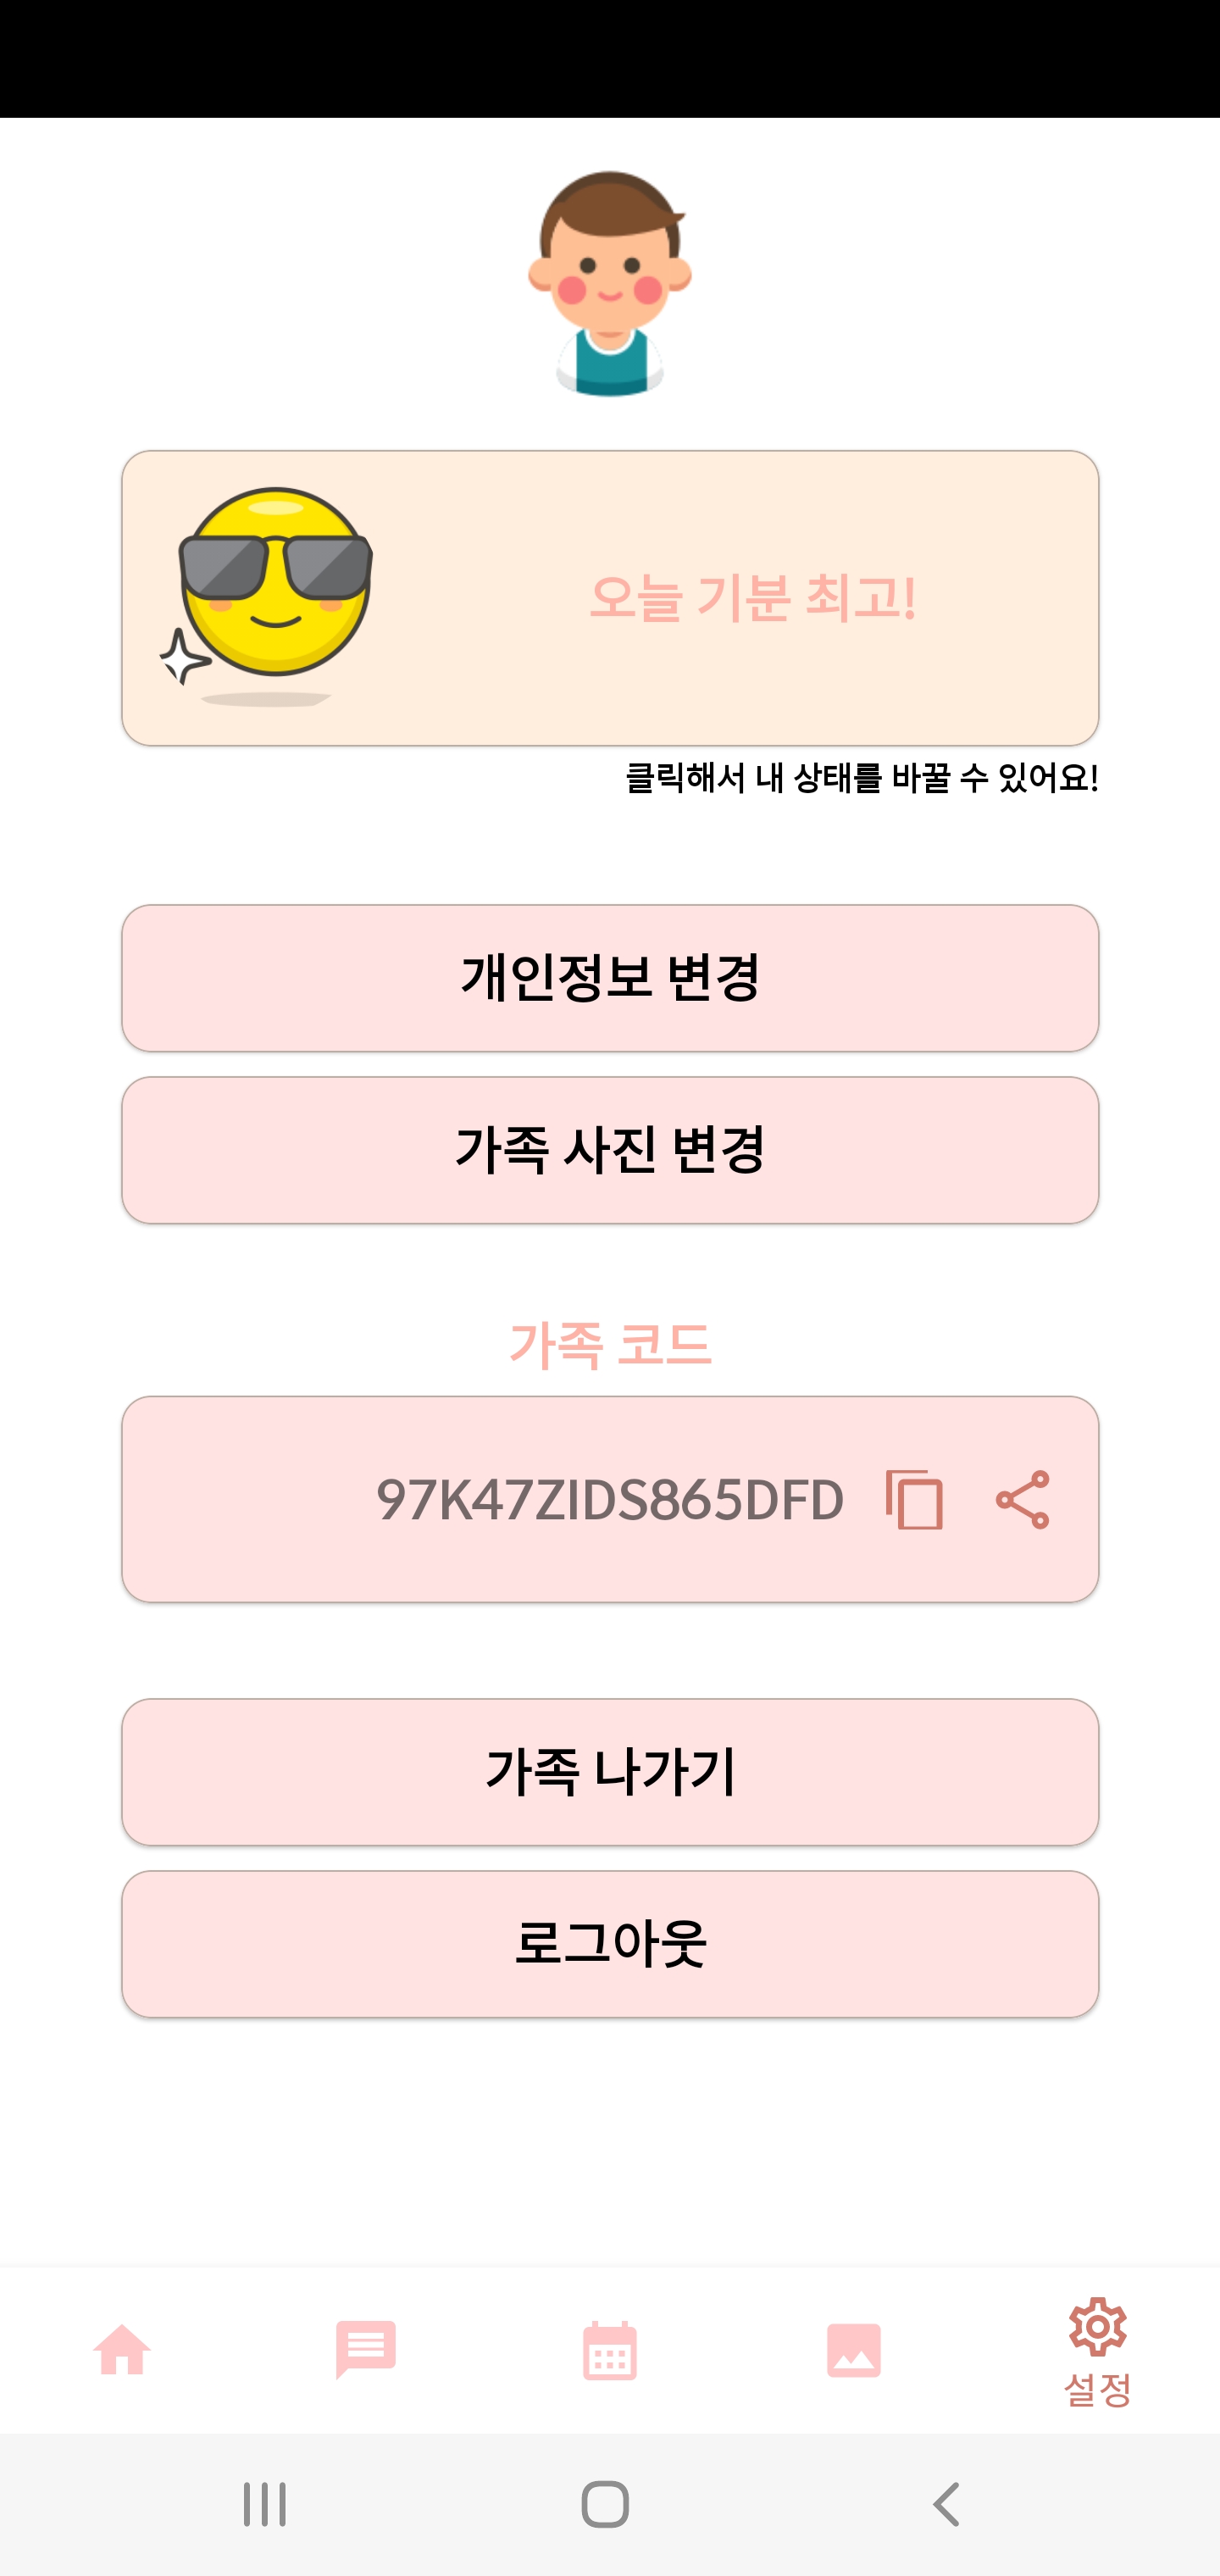 오늘 기분 최고!
클릭해서 내 상태를 바꿀 수 있어요!
개인정보 변경
가족 사진 변경
가족 코드
97K47ZIDS865DFD
가족 나가기
로그아웃
설정